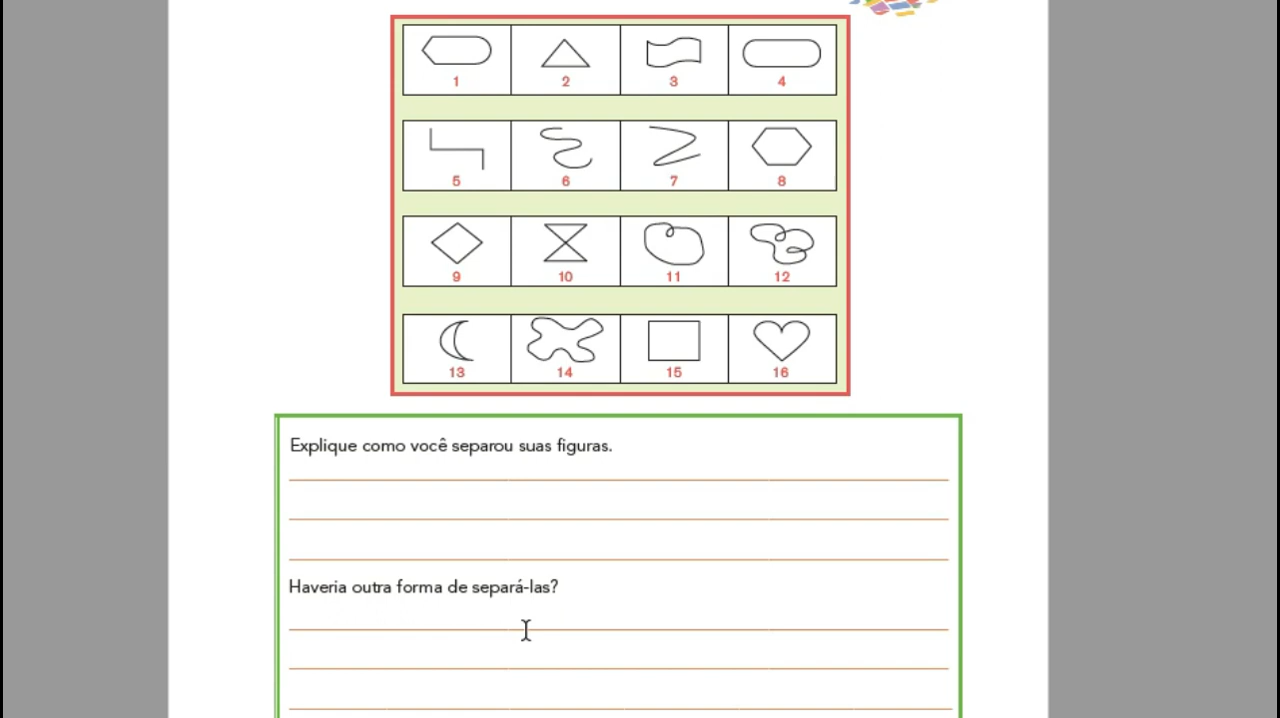 1 2 3 4
5 6 7 8
9 10 11 12
13 14 15 16
Explique como você separou suas figuras.
Haveria outra forma de separá-las?